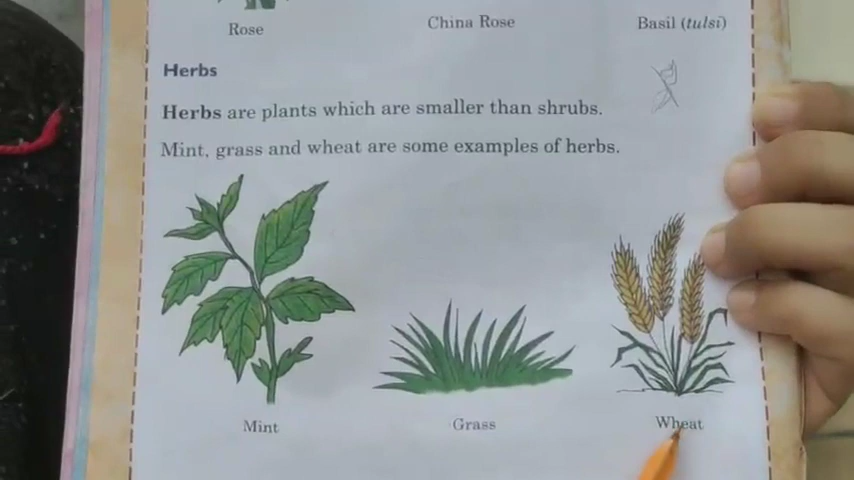 Rose
China Rose
Basil (tulsi)
Herbs
Herbs are plants which are smaller than shrubs.
Mint, grass and wheat are some examples of herbs.
Mint
Grass
Wheat